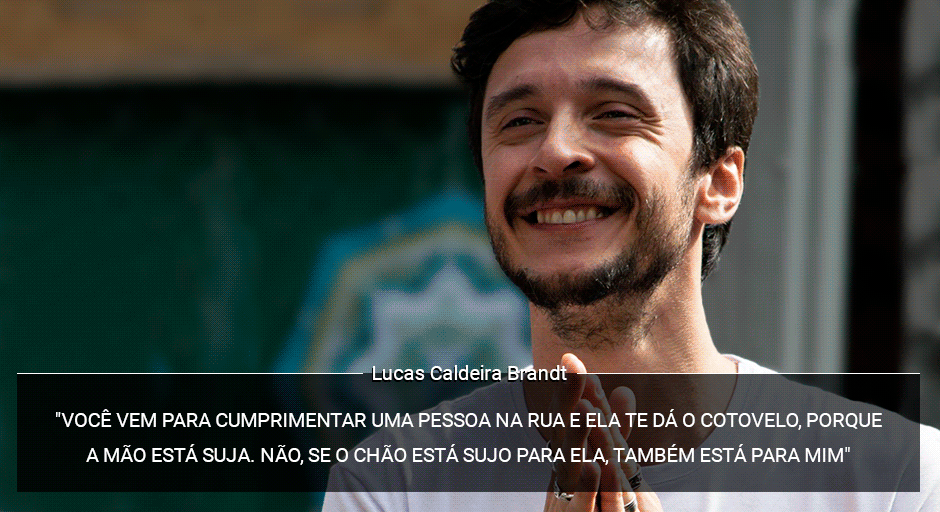 Lucas Caldeira Brandt
"VOCÊ VEM PARA CUMPRIMENTAR UMA PESSOA NA RUA E ELA TE DÁ O COTOVELO, PORQUE
A MÃO ESTÁ SUJA. NÃO, SE O CHÃO ESTÁ SUJO PARA ELA, TAMBÉM ESTÁ PARA MIM"